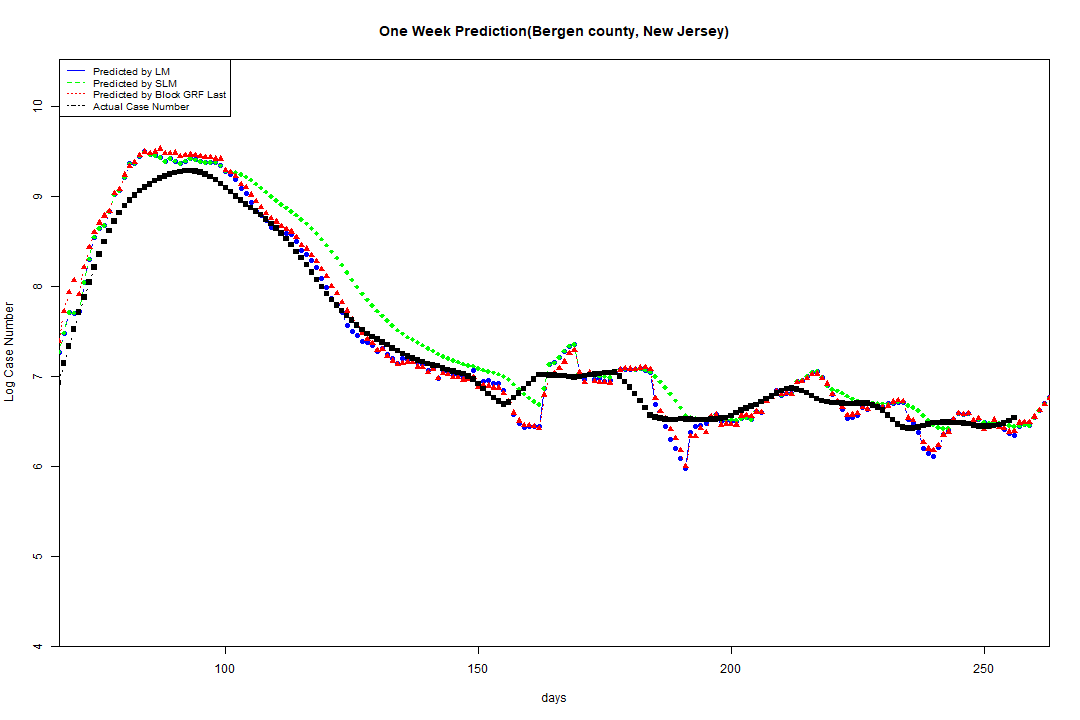 One Week Prediction(Bergen county, New Jersey)
Predicted by LM
Predicted by SLM
Predicted by Block GRF Last
Actual Case Number
10
9
8
7
6
5
4
Log Case Number
100
150
200
250
days